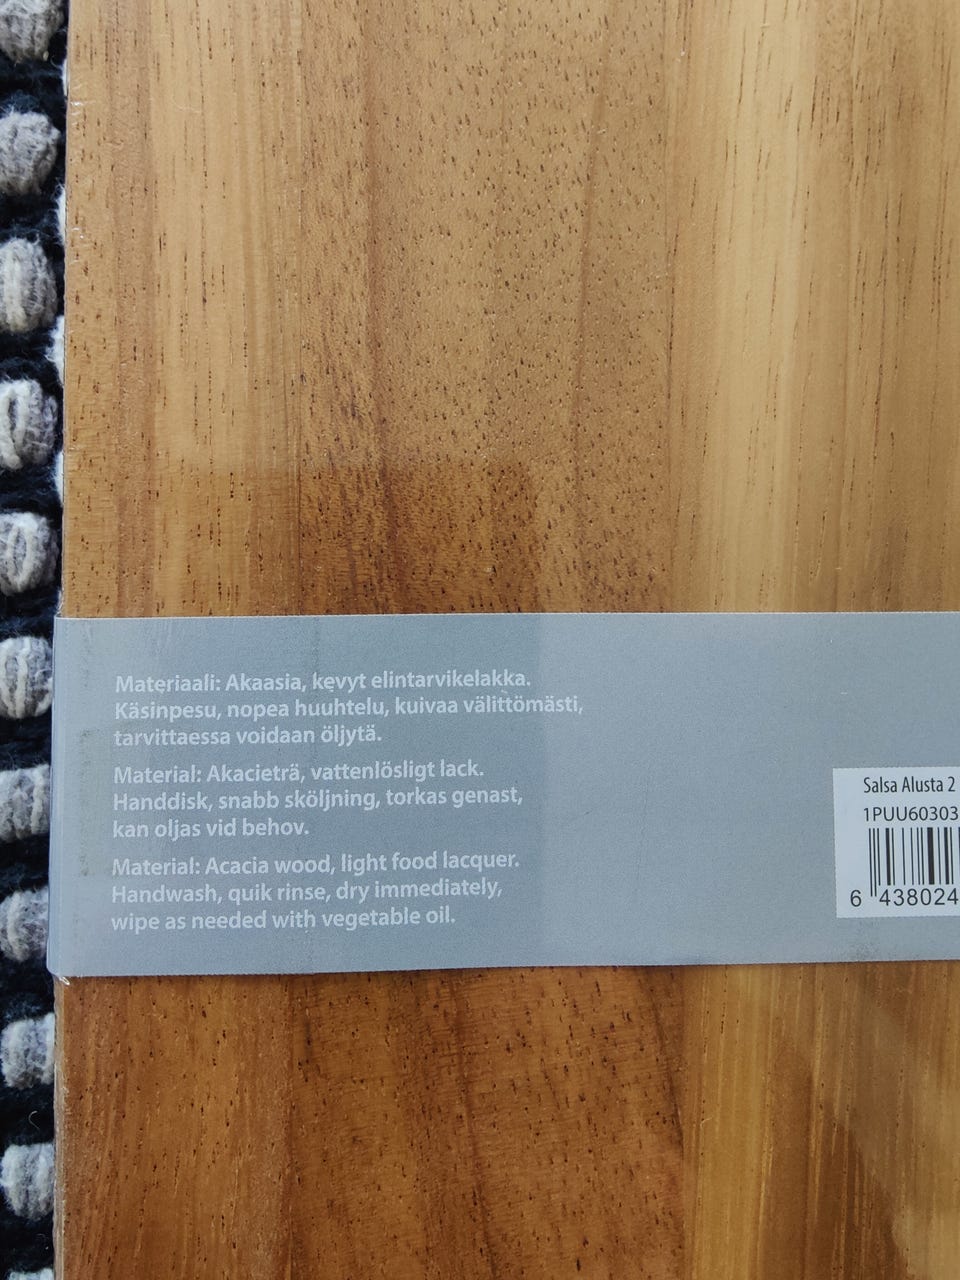 Materiaali: Akaasia, kevyt elintarvikelakka.
Käsinpesu, nopea huuhtelu, kuivaa välittömästi,
tarvittaessa voidaan öljytä.
Material: Akacieträ, vattenlösligt lack.
Handdisk, snabb sköljning, torkas genast,
kan oljas vid behov.
Material: Acacia wood, light food lacquer.
Handwash, quik rinse, dry immediately,
wipe as needed with vegetable oil.
Salsa Alusta 2
1PUU60303
6 438024